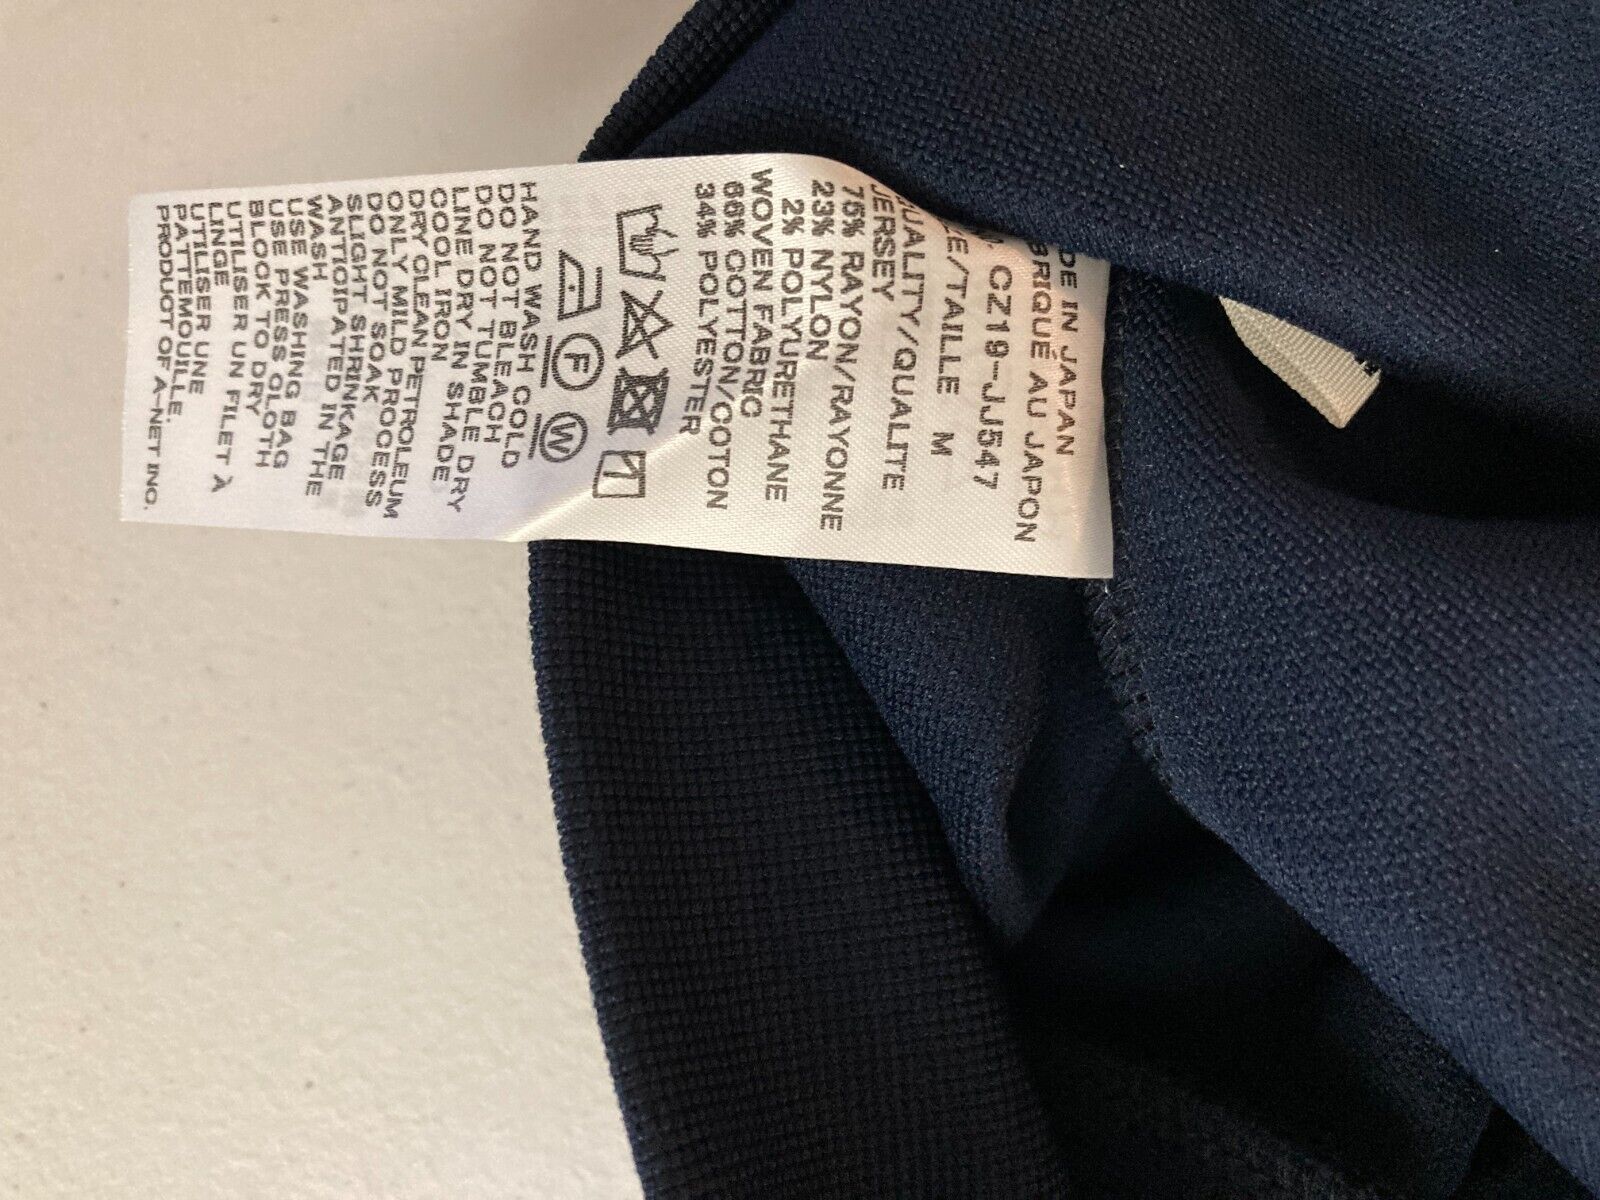 DE IN JAPAN
BRIQUÉ AU JAPON
CZ19-JJ547
/TAILLE M
QUALITY/QUALITE
JERSEY
75% RAYON/RAYONNE
23% NYLON
2% POLYURETHANE
WOVEN FABRIC
66% COTTON/COTON
34% POLYESTER
F W
HAND WASH COLD
DO NOT BLEACH
DO NOT TUMBLE DRY
LINE DRY IN SHADE
COOL IRON
DRY CLEAN PETROLEUM
ONLY MILD PROCESS
DO NOT SOAK
SLIGHT SHRINKAGE
ANTICIPATED IN THE
WASH
USE WASHING BAG
USE PRESS CLOTH
BLOCK TO DRY
UTILISER UN FILET À
LINGE
UTILISER UNE
PATTEMOUILLE.
PRODUCT OF A-NET INC.